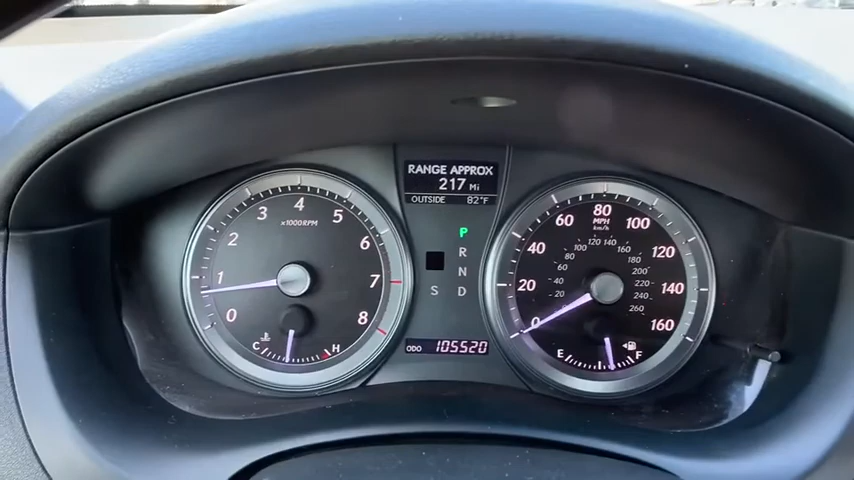 RANGE APPROX
217 Mi
OUTSIDE 82°F
0 1 2 3 4 5 6 7 8
x1000RPM
C H
P
R
N
S D
ODO 105520
0 20 40 60 80 100 120 140 160
MPH
km/h
20 40 60 80 100 120 140 160 180 200 220 240 260
E F